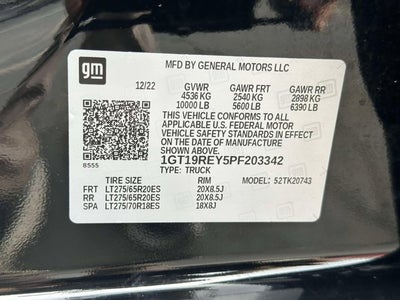 gm
MFD BY GENERAL MOTORS LLC
12/22 GVWR GAWR FRT GAWR RR
4536 KG 2540 KG 2898 KG
10000 LB 5600 LB 6390 LB
THIS VEHICLE CONFORMS TO ALL
APPLICABLE U.S. FEDERAL MOTOR
VEHICLE SAFETY STANDARDS IN EFFECT
ON THE DATE OF MANUFACTURE SHOWN ABOVE.
1GT19REY5PF203342
8555 TYPE: TRUCK
TIRE SIZE RIM MODEL: 52TK20743
FRT LT275/65R20ES 20X8.5J
RR LT275/65R20ES 20X8.5J
SPA LT275/70R18ES 18X8J